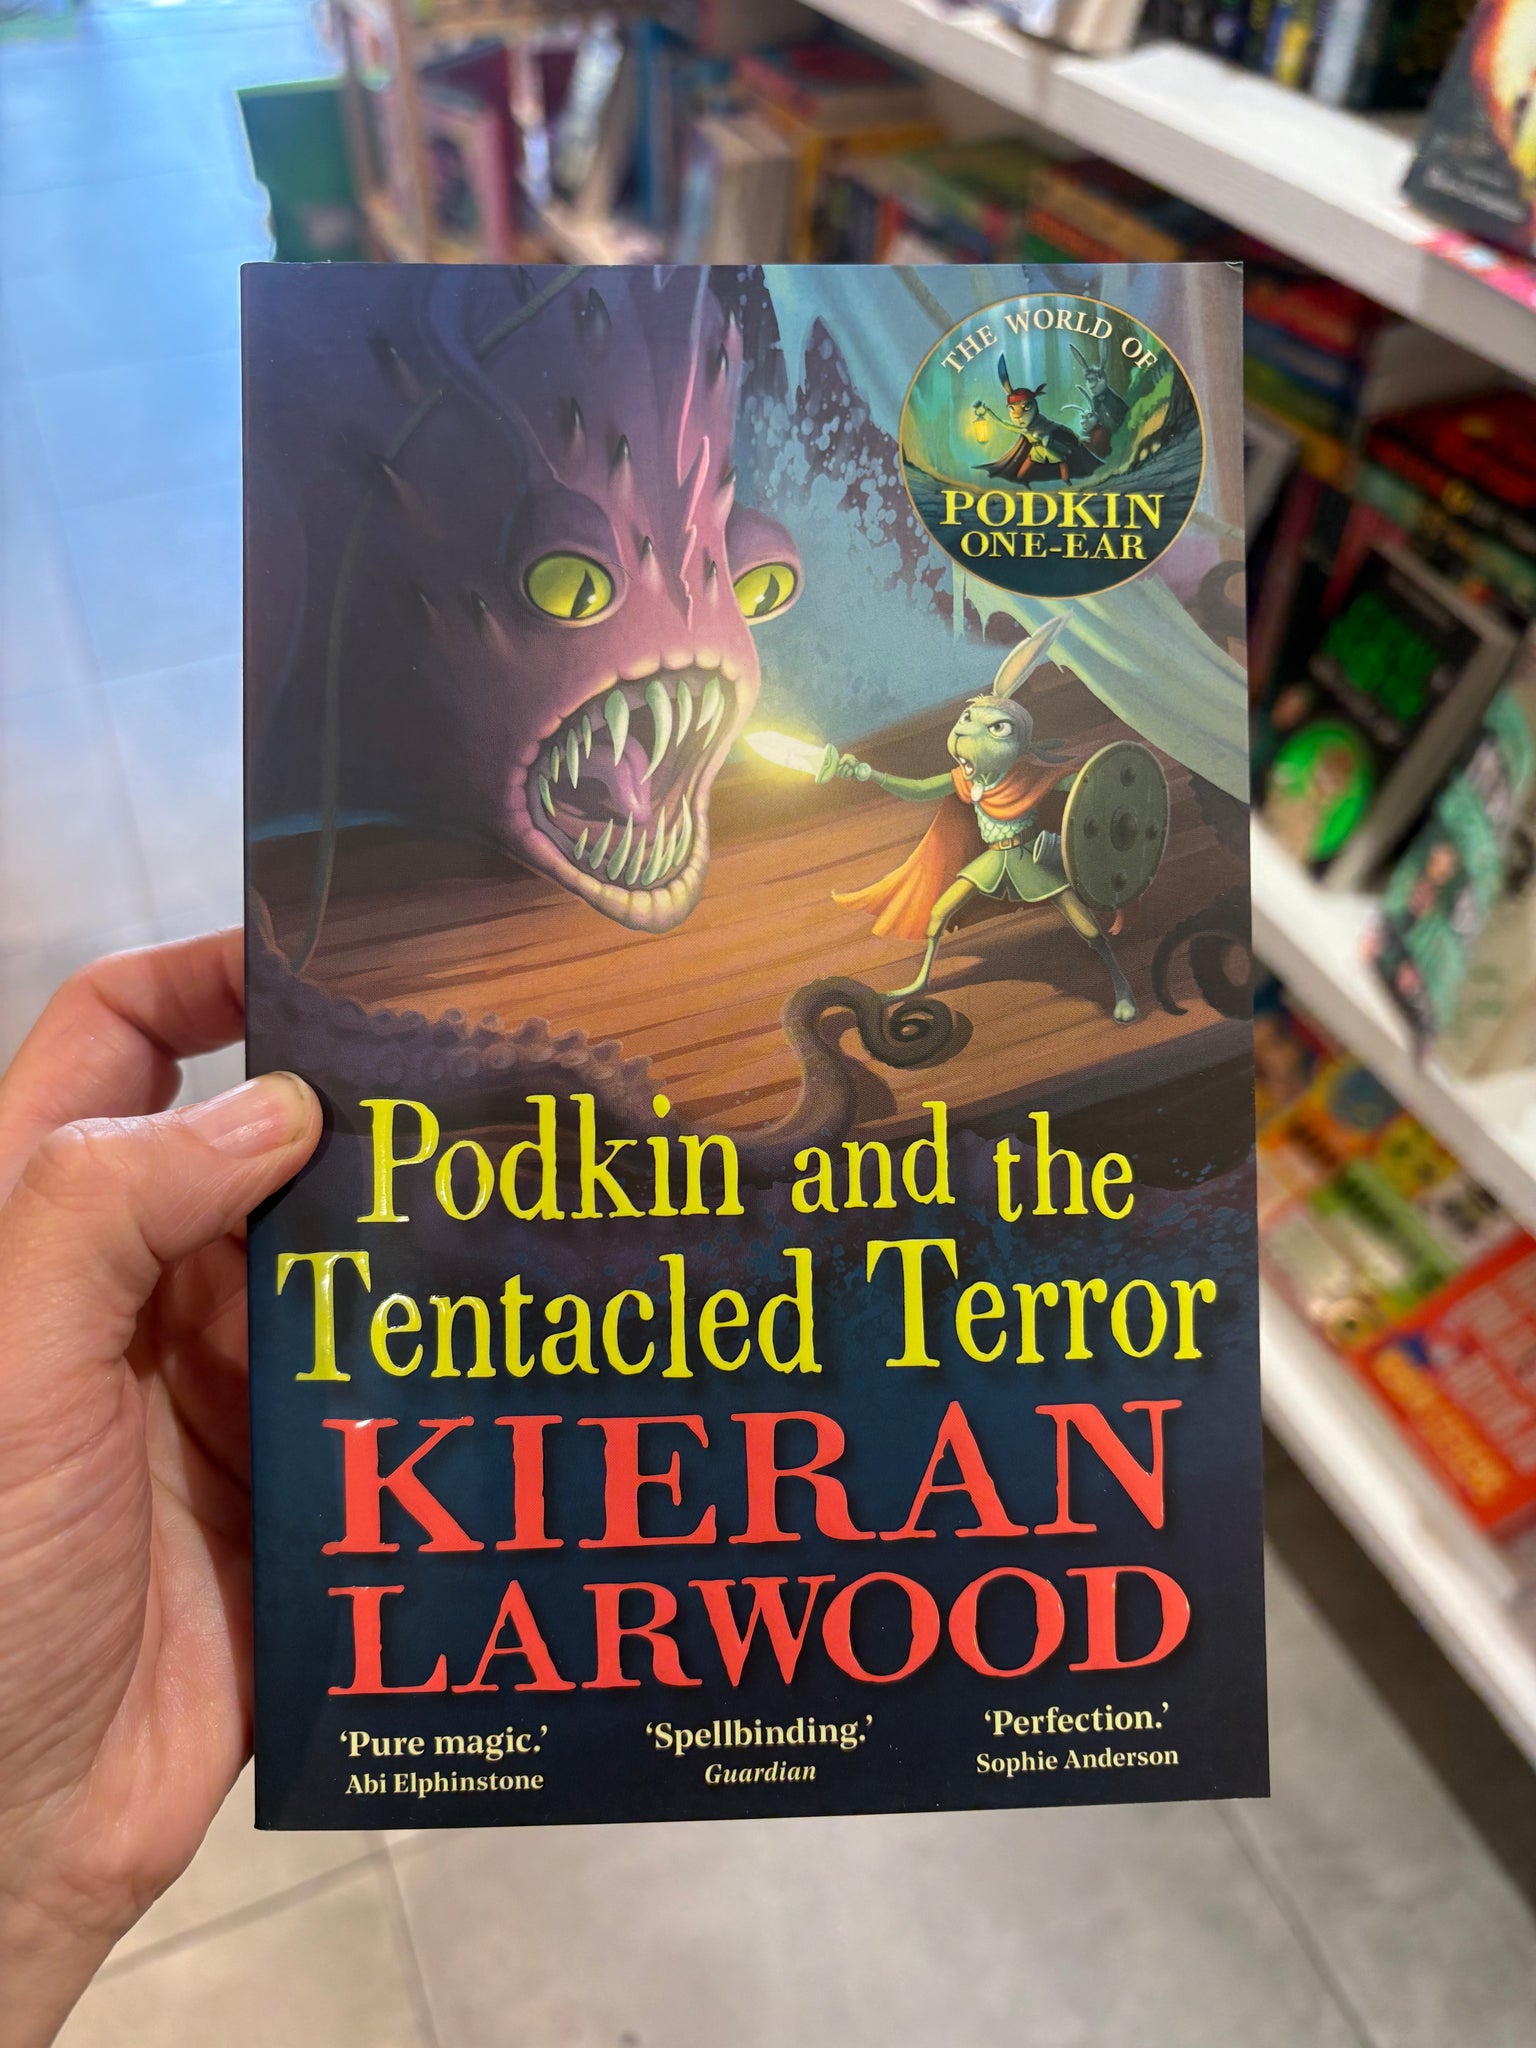 THE WORLD OF
PODKIN
ONE-EAR
Podkin and the
Tentacled Terror
KIERAN
LARWOOD
‘Pure magic.’
Abi Elphinstone
‘Spellbinding.’
Guardian
‘Perfection.’
Sophie Anderson